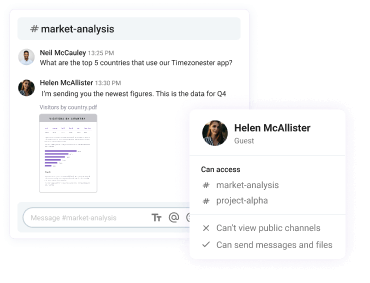 # market-analysis
Neil McCauley 13:25 PM
What are the top 5 countries that use our Timezonester app?
Helen McAllister 13:30 PM
I'm sending you the newest figures. This is the data for Q4
Visitors by country.pdf
VISITORS BY COUNTRY
Message #market-analysis
Helen McAllister
Guest
Can access
# market-analysis
# project-alpha
Can't view public channels
Can send messages and files